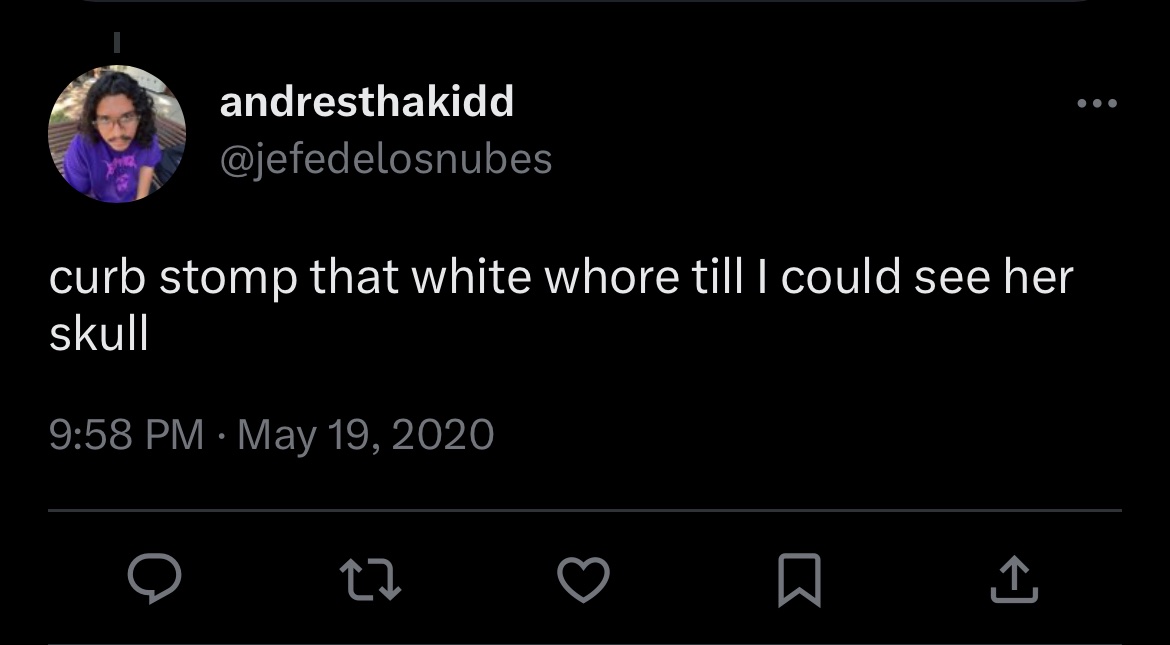 andresthakidd
@jefedelosnubes
curb stomp that white whore till I could see her
skull
9:58 PM · May 19, 2020